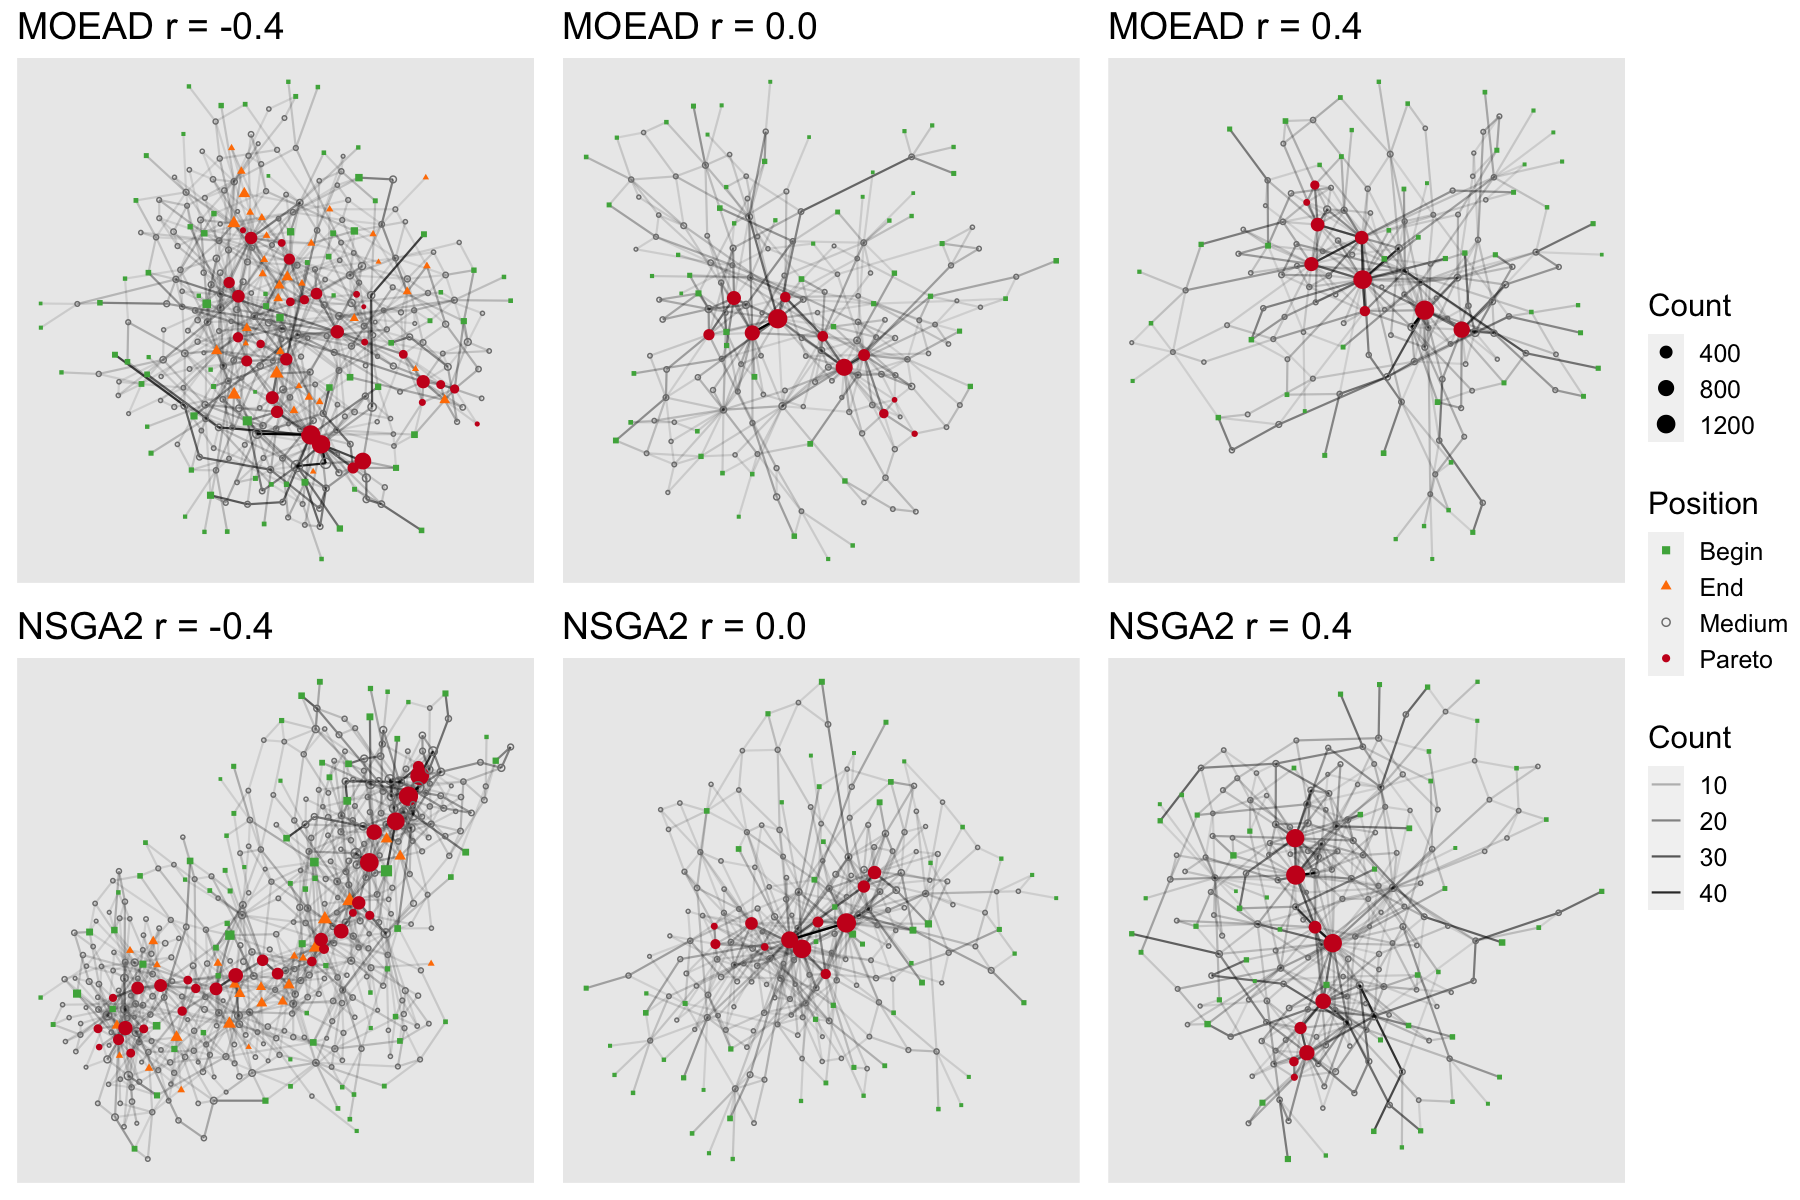 MOEAD r = -0.4
MOEAD r = 0.0
MOEAD r = 0.4
NSGA2 r = -0.4
NSGA2 r = 0.0
NSGA2 r = 0.4
Count
400
800
1200
Position
Begin
End
Medium
Pareto
Count
10
20
30
40